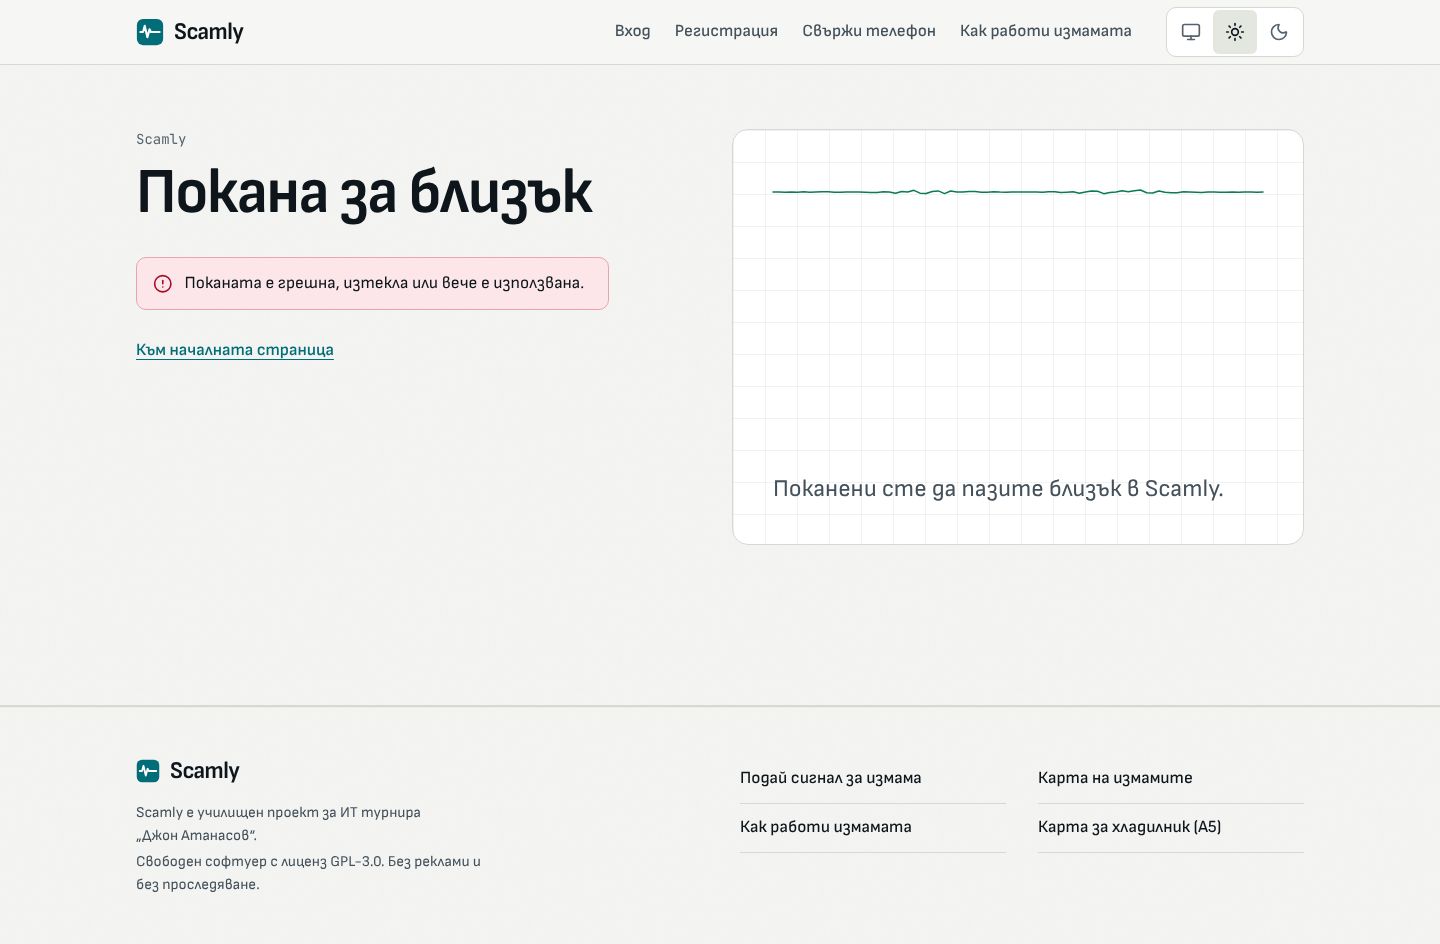 Scamly
Вход
Регистрация
Свържи телефон
Как работи измамата
Scamly
Покана за близък
Поканата е грешна, изтекла или вече е използвана.
Към началната страница
Поканени сте да пазите близък в Scamly.
Scamly
Scamly е училищен проект за ИТ турнира
„Джон Атанасов“.
Свободен софтуер с лиценз GPL-3.0. Без реклами и
без проследяване.
Подай сигнал за измама
Карта на измамите
Как работи измамата
Карта за хладилник (A5)